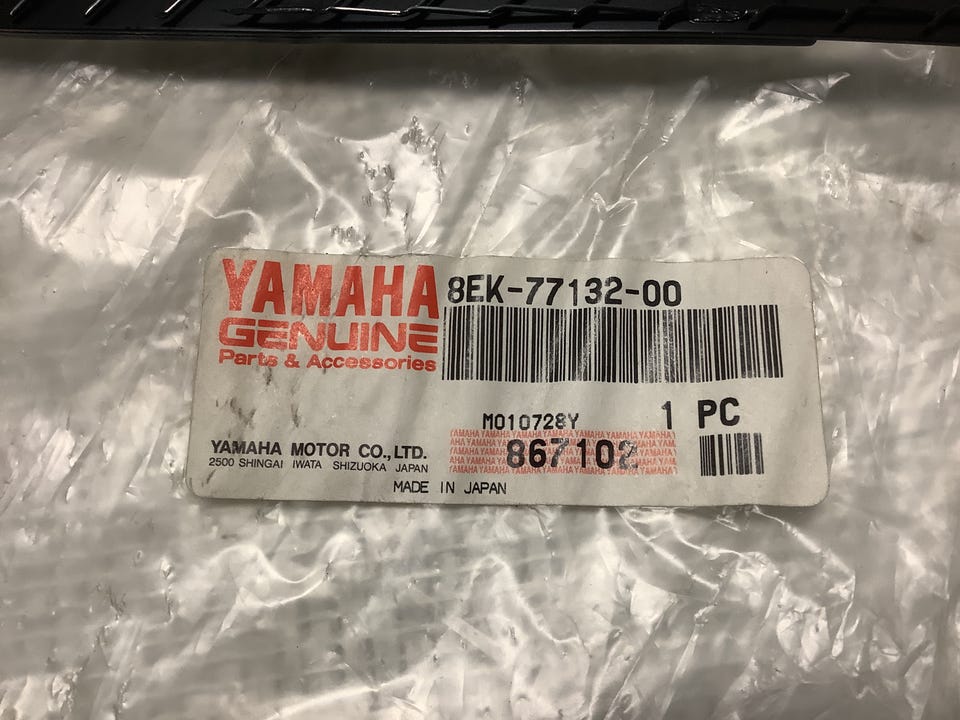 YAMAHA
GENUINE
Parts & Accessories
8EK-77132-00
M010728Y
1 PC
867102
YAMAHA MOTOR CO.,LTD.
2500 SHINGAI IWATA SHIZUOKA JAPAN
MADE IN JAPAN